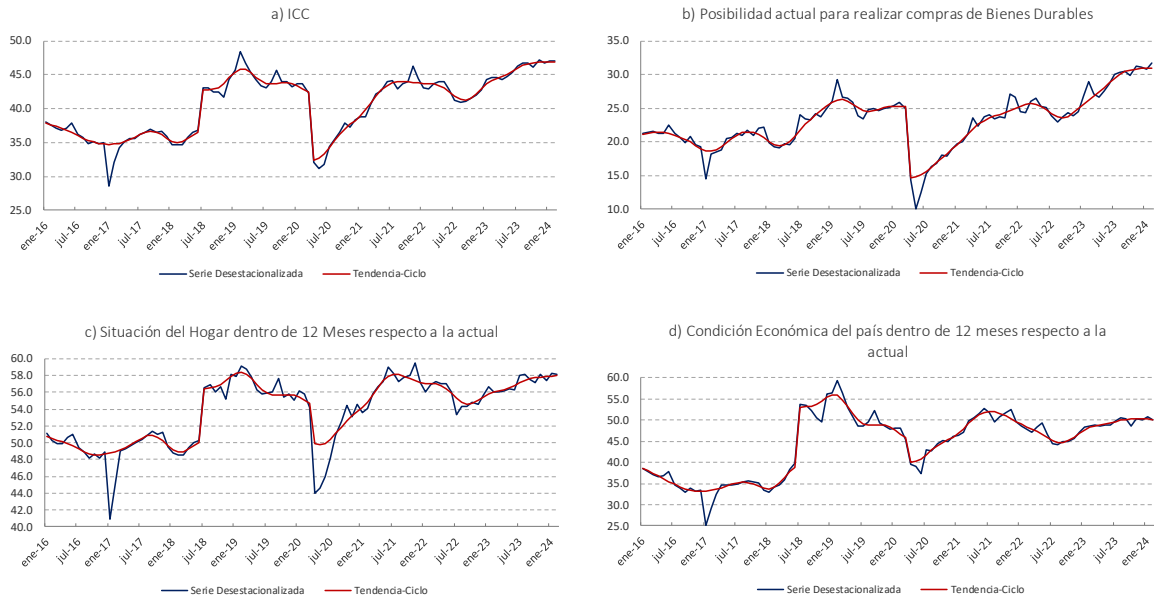 a) ICC
50.0
45.0
40.0
35.0
30.0
25.0
ene-16
jul-16
ene-17
jul-17
ene-18
jul-18
ene-19
jul-19
ene-20
jul-20
ene-21
jul-21
ene-22
jul-22
ene-23
jul-23
ene-24
Serie Desestacionalizada
Tendencia-Ciclo
b) Posibilidad actual para realizar compras de Bienes Durables
35.0
30.0
25.0
20.0
15.0
10.0
ene-16
jul-16
ene-17
jul-17
ene-18
jul-18
ene-19
jul-19
ene-20
jul-20
ene-21
jul-21
ene-22
jul-22
ene-23
jul-23
ene-24
Serie Desestacionalizada
Tendencia-Ciclo
c) Situación del Hogar dentro de 12 Meses respecto a la actual
60.0
58.0
56.0
54.0
52.0
50.0
48.0
46.0
44.0
42.0
40.0
ene-16
jul-16
ene-17
jul-17
ene-18
jul-18
ene-19
jul-19
ene-20
jul-20
ene-21
jul-21
ene-22
jul-22
ene-23
jul-23
ene-24
Serie Desestacionalizada
Tendencia-Ciclo
d) Condición Económica del país dentro de 12 meses respecto a la
actual
60.0
55.0
50.0
45.0
40.0
35.0
30.0
25.0
ene-16
jul-16
ene-17
jul-17
ene-18
jul-18
ene-19
jul-19
ene-20
jul-20
ene-21
jul-21
ene-22
jul-22
ene-23
jul-23
ene-24
Serie Desestacionalizada
Tendencia-Ciclo